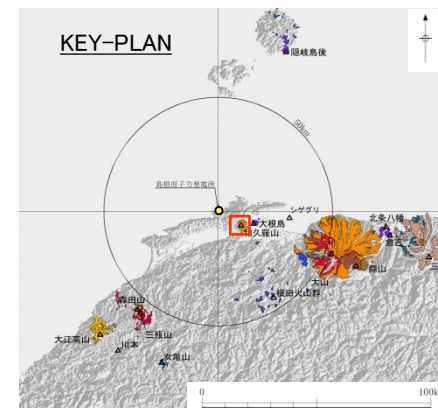 KEY-PLAN
隠岐島後
50km
島根原子力発電所
シゲグリ
大根島
久羅山
北条八幡
倉吉
蒜山
大山
横田火山群
森田山
三瓶山
大江高山
川本
女亀山
三
0
100k